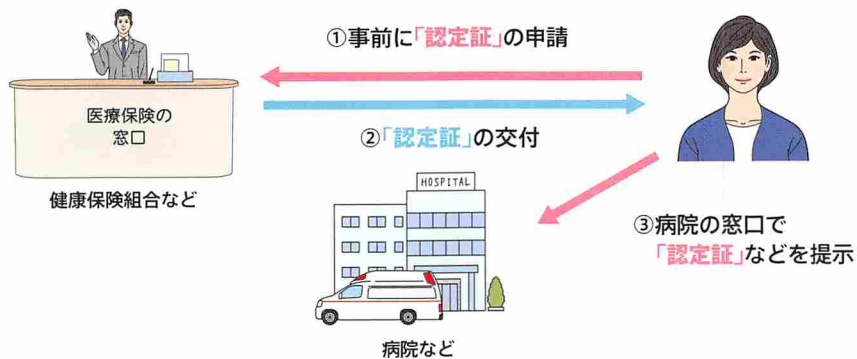 ①事前に「認定証」の申請
医療保険の
窓口
②「認定証」の交付
健康保険組合など
HOSPITAL
③病院の窓口で
「認定証」などを提示
病院など